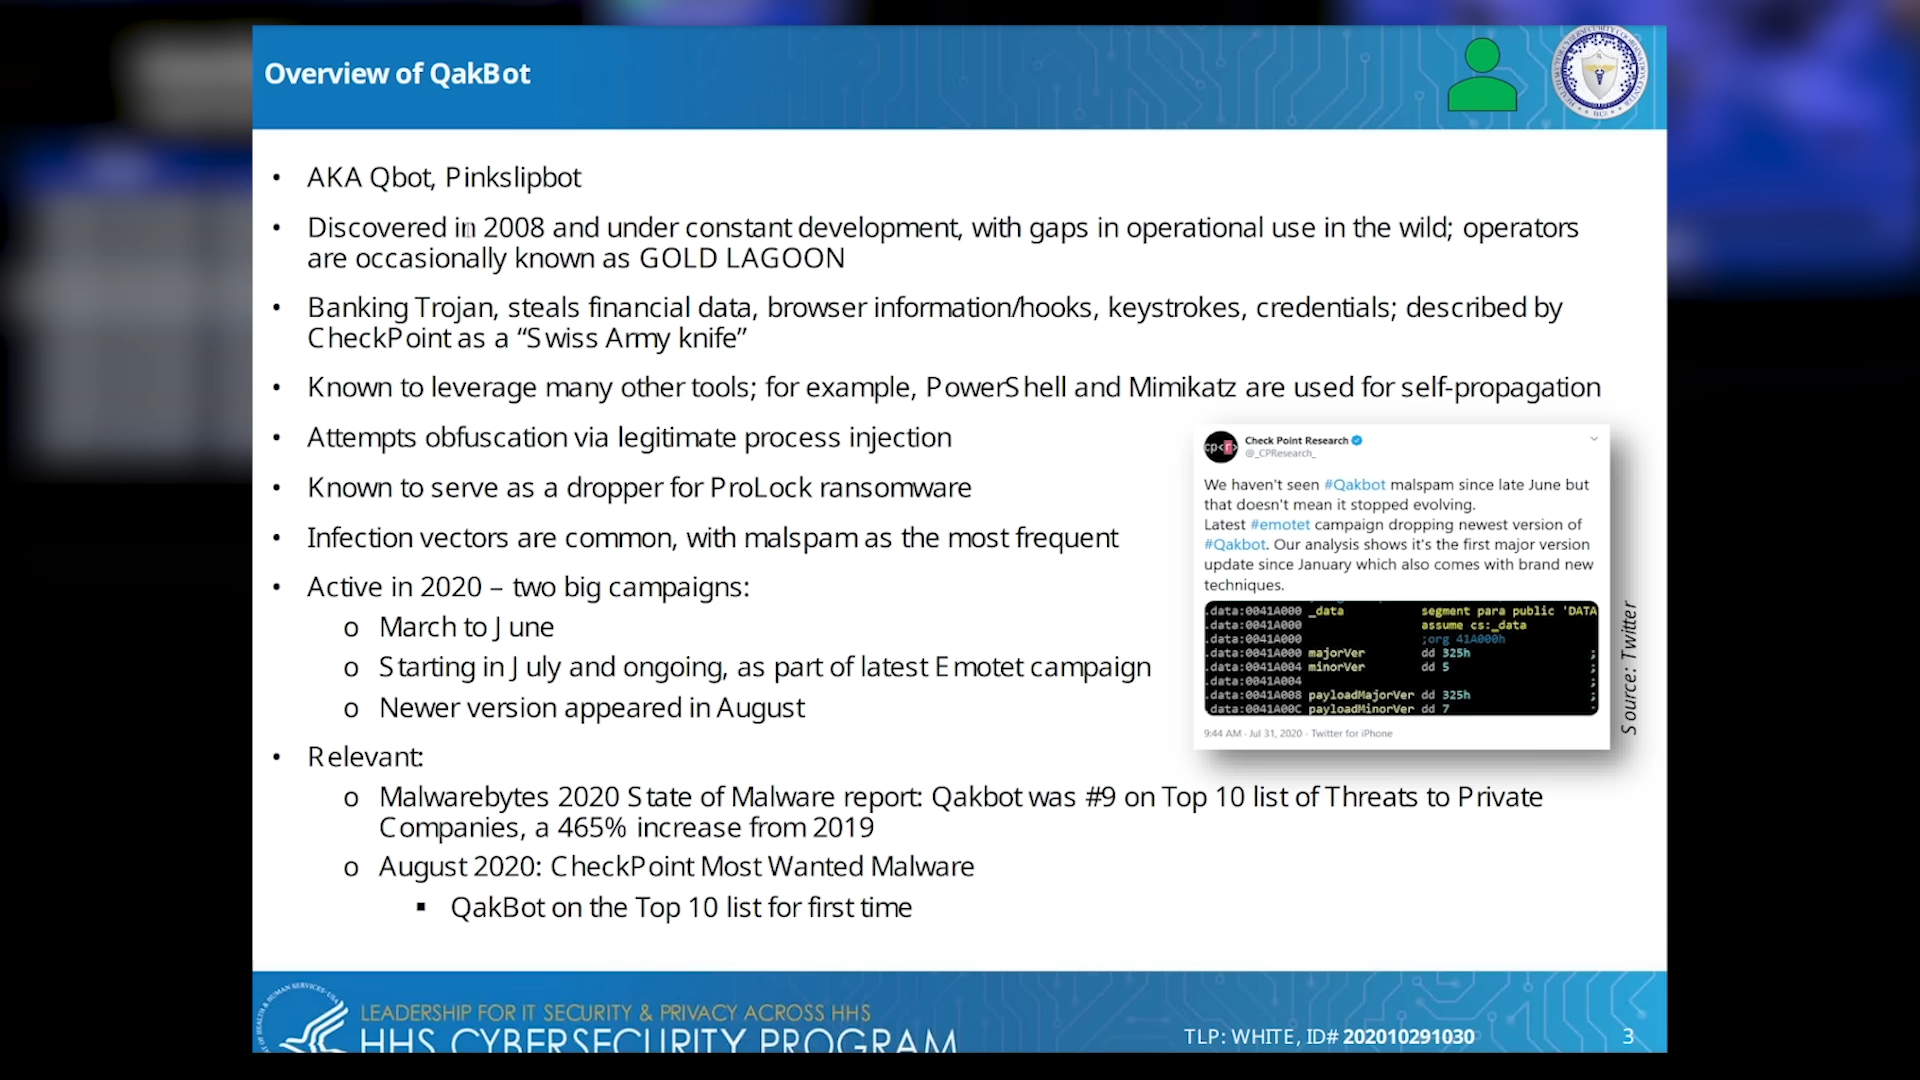 Overview of QakBot
• AKA Qbot, Pinkslipbot
• Discovered in 2008 and under constant development, with gaps in operational use in the wild; operators
are occasionally known as GOLD LAGOON
• Banking Trojan, steals financial data, browser information/hooks, keystrokes, credentials; described by
CheckPoint as a “Swiss Army knife”
• Known to leverage many other tools; for example, PowerShell and Mimikatz are used for self-propagation
• Attempts obfuscation via legitimate process injection
• Known to serve as a dropper for ProLock ransomware
• Infection vectors are common, with malspam as the most frequent
• Active in 2020 – two big campaigns:
o March to June
o Starting in July and ongoing, as part of latest Emotet campaign
o Newer version appeared in August
• Relevant:
o Malwarebytes 2020 State of Malware report: Qakbot was #9 on Top 10 list of Threats to Private
Companies, a 465% increase from 2019
o August 2020: CheckPoint Most Wanted Malware
▪ QakBot on the Top 10 list for first time
cp<r>
Check Point Research
@_CPResearch_
We haven't seen #Qakbot malspam since late June but
that doesn't mean it stopped evolving.
Latest #emotet campaign dropping newest version of
#Qakbot. Our analysis shows it's the first major version
update since January which also comes with brand new
techniques.
.data:0041A000 _data segment para public 'DATA
.data:0041A000 assume cs:_data
.data:0041A000 ;org 41A000h
.data:0041A000 majorVer dd 325h
.data:0041A004 minorVer dd 5
.data:0041A004
.data:0041A008 payloadMajorVer dd 325h
.data:0041A00C payloadMinorVer dd 7
9:44 AM - Jul 31, 2020 - Twitter for iPhone
Source: Twitter
LEADERSHIP FOR IT SECURITY & PRIVACY ACROSS HHS
HHS CYBERSECURITY PROGRAM
TLP: WHITE, ID# 202010291030
3